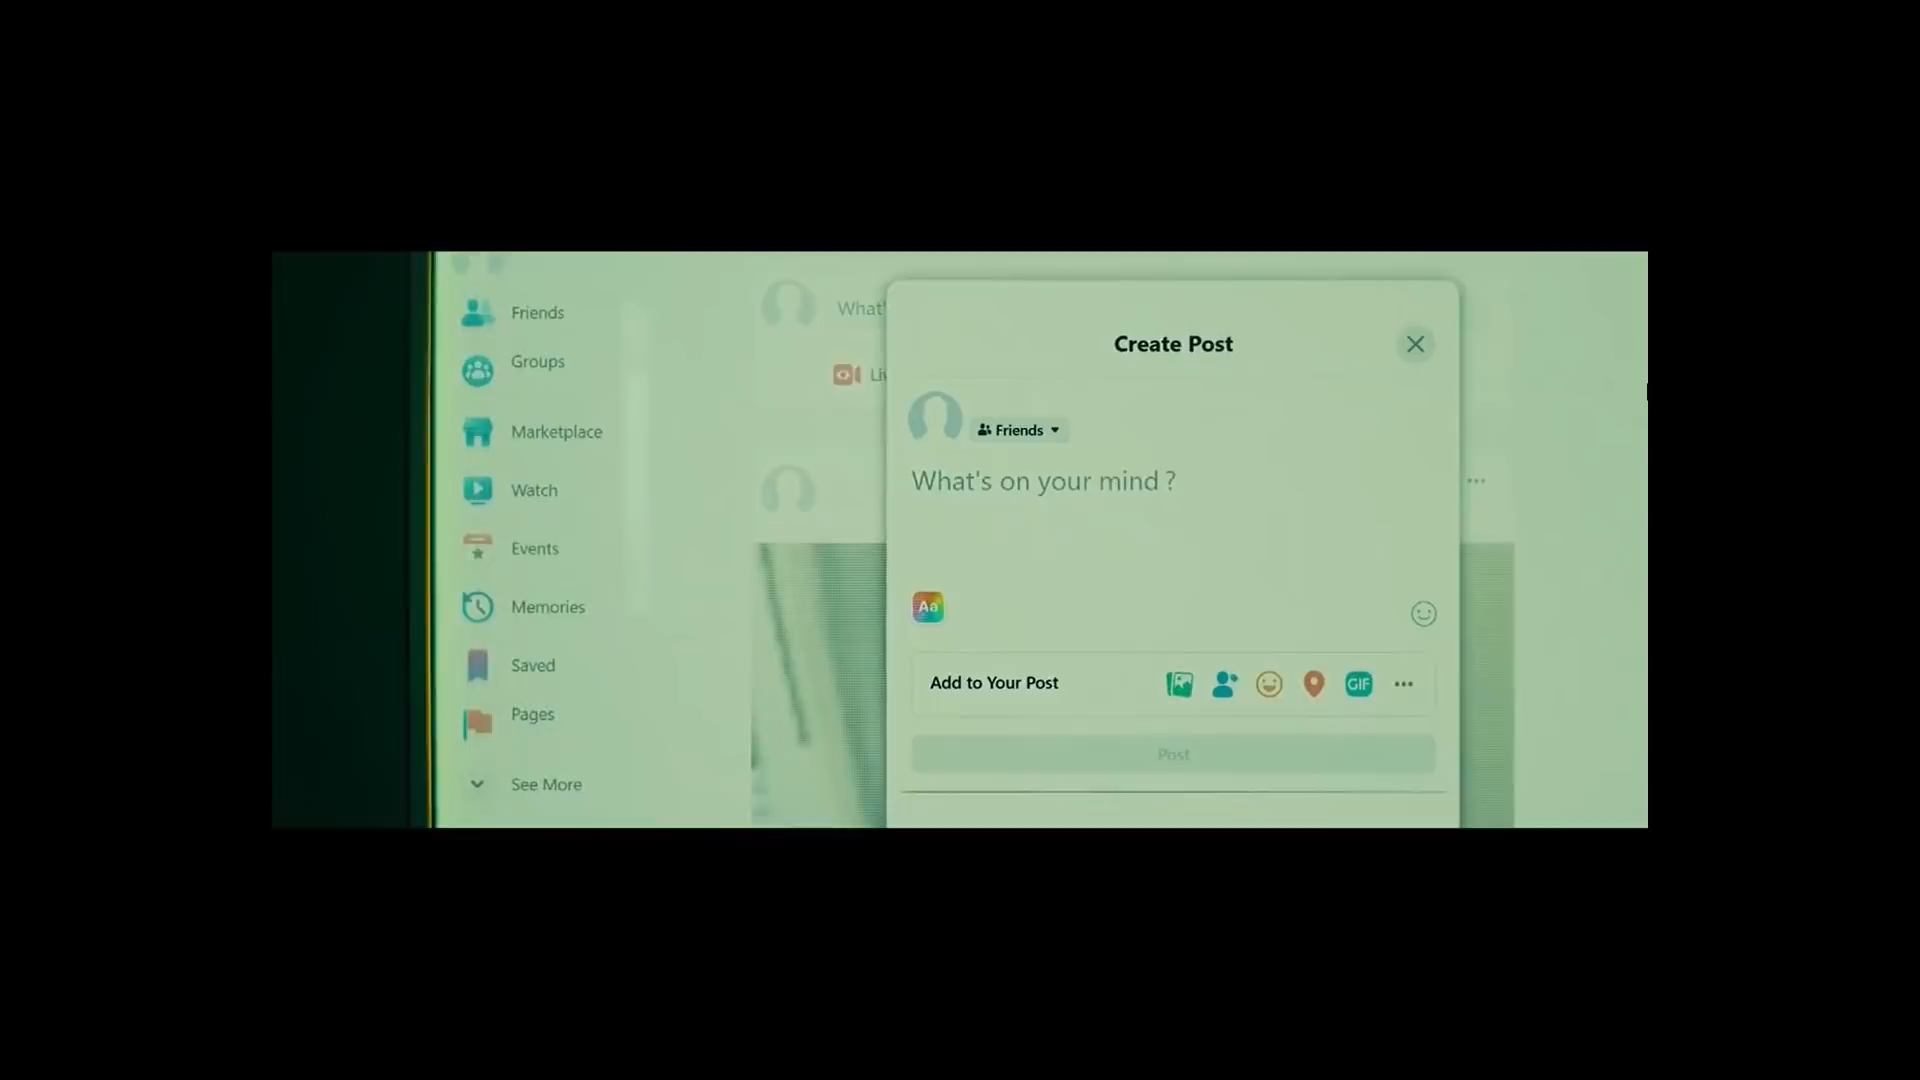 Friends
Groups
Marketplace
Watch
Events
Memories
Saved
Pages
See More
What'
Create Post
Friends
What's on your mind ?
Aa
Add to Your Post
GIF
Post